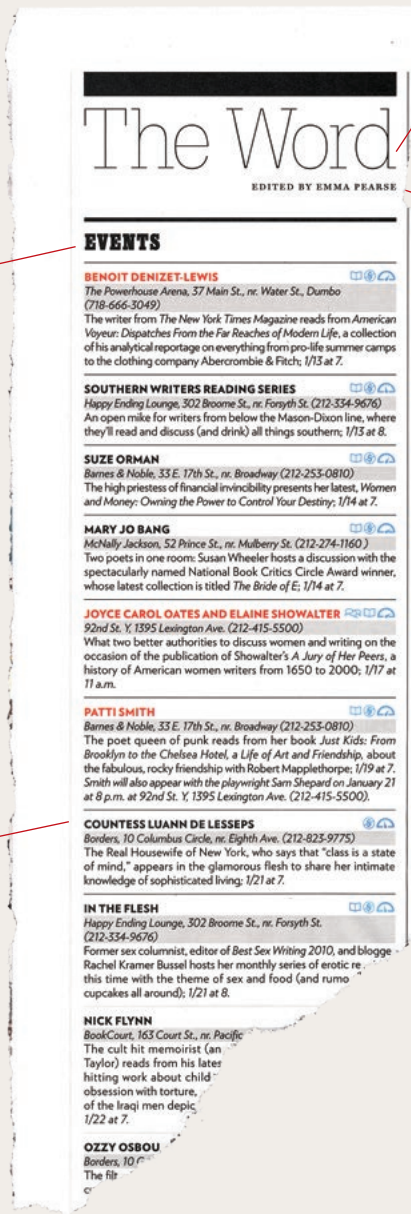 The Word
EDITED BY EMMA PEARSE
EVENTS
BENOIT DENIZET-LEWIS
The Powerhouse Arena, 37 Main St., nr. Water St., Dumbo
(718-666-3049)
The writer from The New York Times Magazine reads from American
Voyeur: Dispatches From the Far Reaches of Modern Life, a collection
of his analytical reportage on everything from pro-life summer camps
to the clothing company Abercrombie & Fitch; 1/13 at 7.
SOUTHERN WRITERS READING SERIES
Happy Ending Lounge, 302 Broome St., nr. Forsyth St. (212-334-9676)
An open mike for writers from below the Mason-Dixon line, where
they'll read and discuss (and drink) all things southern; 1/13 at 8.
SUZE ORMAN
Barnes & Noble, 33 E. 17th St., nr. Broadway (212-253-0810)
The high priestess of financial invincibility presents her latest, Women
and Money: Owning the Power to Control Your Destiny; 1/14 at 7.
MARY JO BANG
McNally Jackson, 52 Prince St., nr. Mulberry St. (212-274-1160 )
Two poets in one room: Susan Wheeler hosts a discussion with the
spectacularly named National Book Critics Circle Award winner,
whose latest collection is titled The Bride of E; 1/14 at 7.
JOYCE CAROL OATES AND ELAINE SHOWALTER
92nd St. Y, 1395 Lexington Ave. (212-415-5500)
What two better authorities to discuss women and writing on the
occasion of the publication of Showalter's A Jury of Her Peers, a
history of American women writers from 1650 to 2000; 1/17 at
11 a.m.
PATTI SMITH
Barnes & Noble, 33 E. 17th St., nr. Broadway (212-253-0810)
The poet queen of punk reads from her book Just Kids: From
Brooklyn to the Chelsea Hotel, a Life of Art and Friendship, about
the fabulous, rocky friendship with Robert Mapplethorpe; 1/19 at 7.
Smith will also appear with the playwright Sam Shepard on January 21
at 8 p.m. at 92nd St. Y, 1395 Lexington Ave. (212-415-5500).
COUNTESS LUANN DE LESSEPS
Borders, 10 Columbus Circle, nr. Eighth Ave. (212-823-9775)
The Real Housewife of New York, who says that "class is a state
of mind," appears in the glamorous flesh to share her intimate
knowledge of sophisticated living; 1/21 at 7.
IN THE FLESH
Happy Ending Lounge, 302 Broome St., nr. Forsyth St.
(212-334-9676)
Former sex columnist, editor of Best Sex Writing 2010, and blogge
Rachel Kramer Bussel hosts her monthly series of erotic re
this time with the theme of sex and food (and rumo
cupcakes all around); 1/21 at 8.
NICK FLYNN
BookCourt, 163 Court St., nr. Pacific
The cult hit memoirist (an
Taylor) reads from his lates
hitting work about child
obsession with torture,
of the Iraqi men depic
1/22 at 7.
OZZY OSBOU
Borders, 10
The